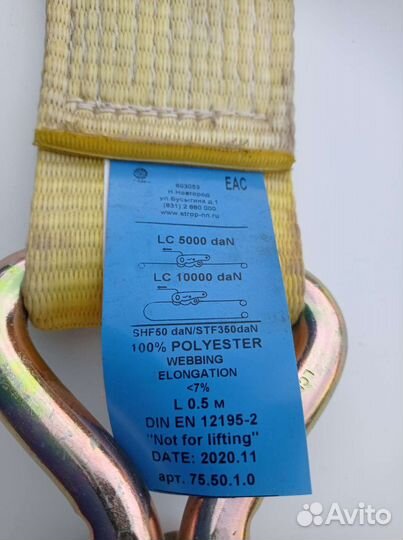 603053
EAC
Н.Новгород
ул.Бусыгина д.1
(831) 2 660 000
www.strop-nn.ru
LC 5000 daN
LC 10000 daN
SHF50 daN/STF350daN
100% POLYESTER
WEBBING
ELONGATION
<7%
L 0.5 м
DIN EN 12195-2
"Not for lifting"
DATE: 2020.11
арт. 75.50.1.0
Avito